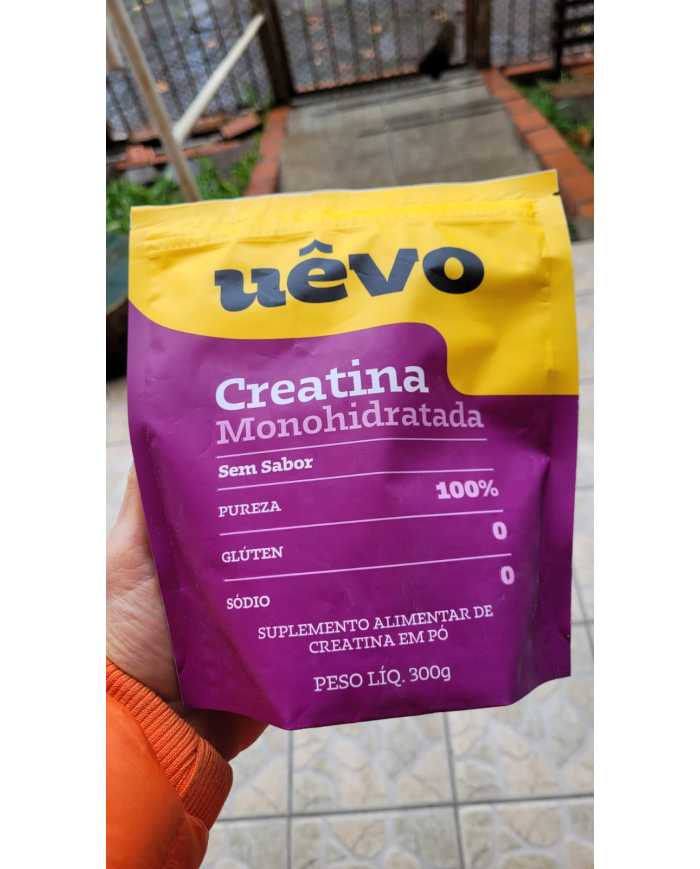 uêvo
Creatina
Monohidratada
Sem Sabor
PUREZA 100%
GLÚTEN 0
SÓDIO 0
SUPLEMENTO ALIMENTAR DE
CREATINA EM PÓ
PESO LÍQ. 300g